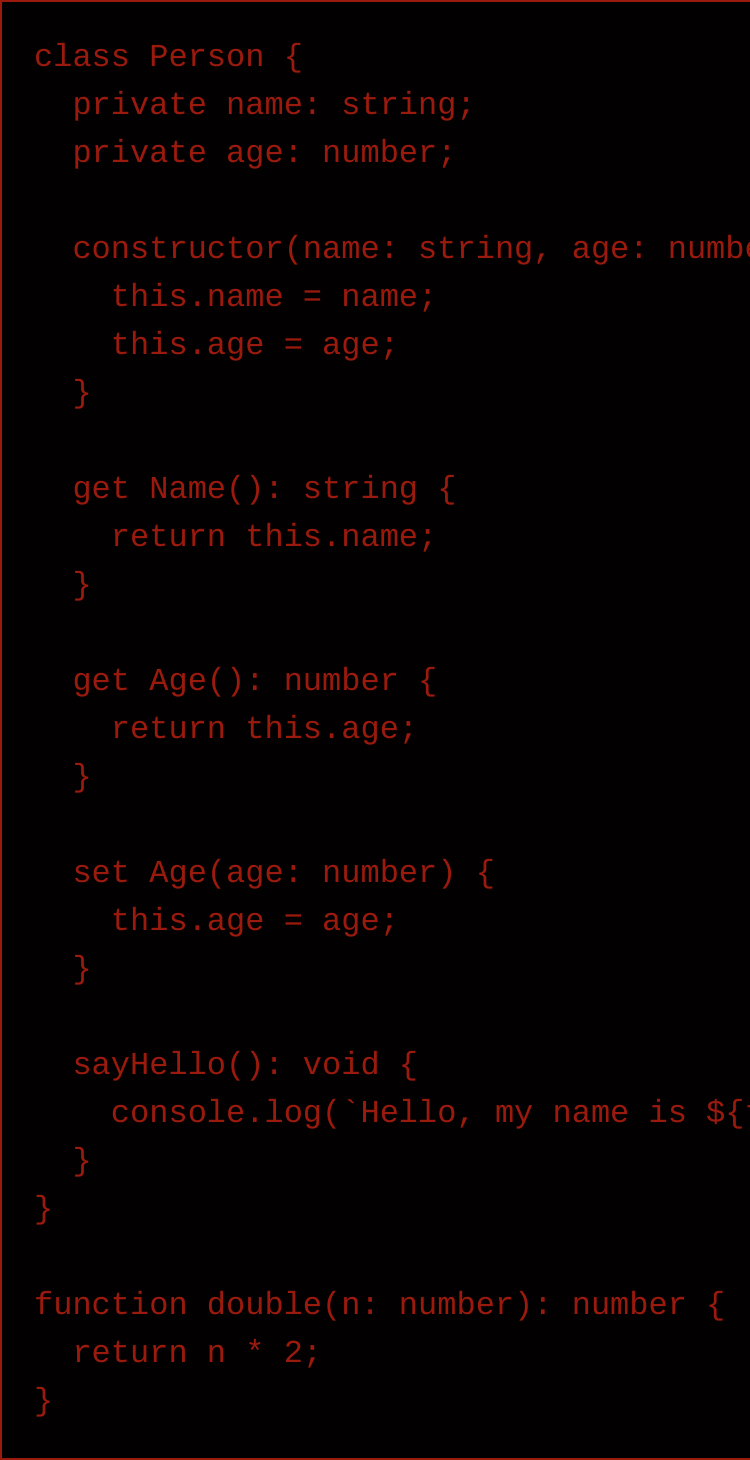 class Person {
  private name: string;
  private age: number;

  constructor(name: string, age: numbe
    this.name = name;
    this.age = age;
  }

  get Name(): string {
    return this.name;
  }

  get Age(): number {
    return this.age;
  }

  set Age(age: number) {
    this.age = age;
  }

  sayHello(): void {
    console.log(`Hello, my name is ${
  }
}

function double(n: number): number {
  return n * 2;
}